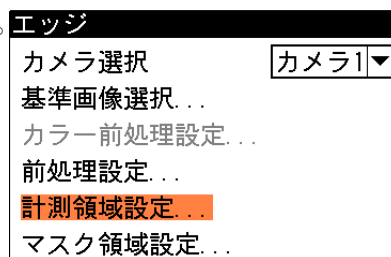 エッジ
カメラ選択 カメラ1▼
基準画像選択...
カラー前処理設定...
前処理設定...
計測領域設定...
マスク領域設定...